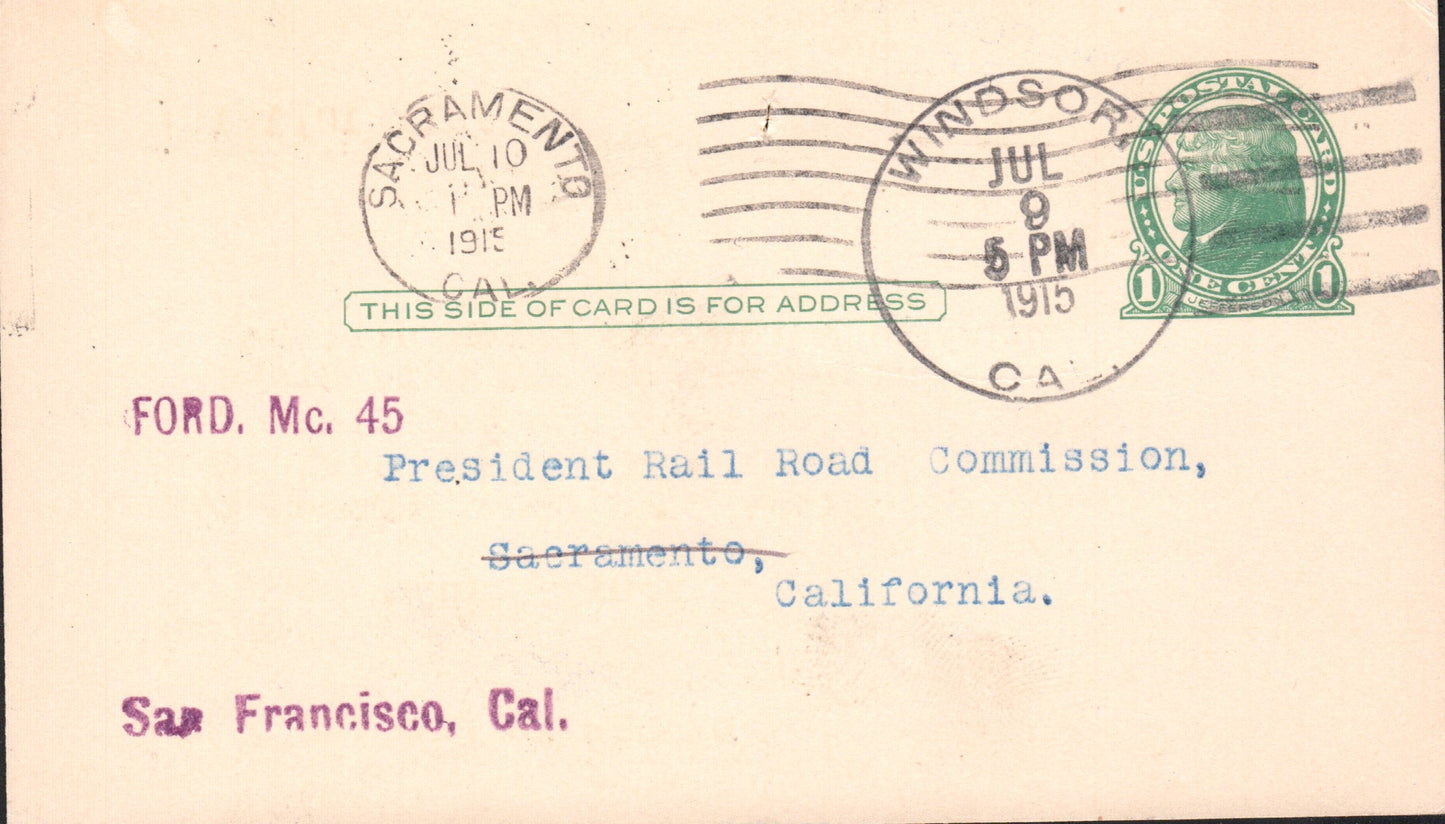 SACRAMENTO
JUL 10
PM
1915
CAL.
WINDSOR
JUL
9
5 PM
1915
CAL.
U.S. POSTAL CARD
ONE CENT
1 1
JEFFERSON
THIS SIDE OF CARD IS FOR ADDRESS
FORD. Mc. 45
President Rail Road Commission,
Sacramento,
California.
San Francisco, Cal.